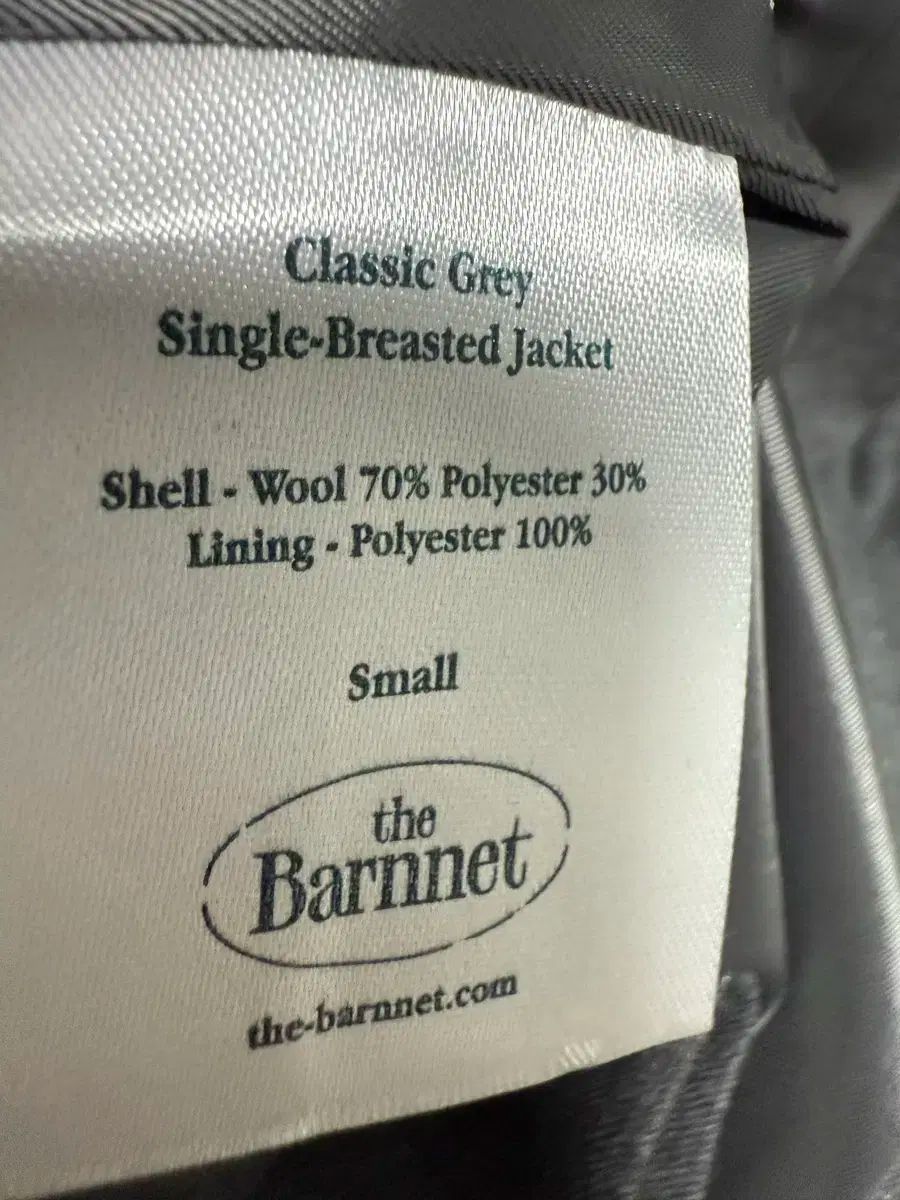 Classic Grey
Single-Breasted Jacket
Shell - Wool 70% Polyester 30%
Lining - Polyester 100%
Small
the
Barnnet
the-barnnet.com